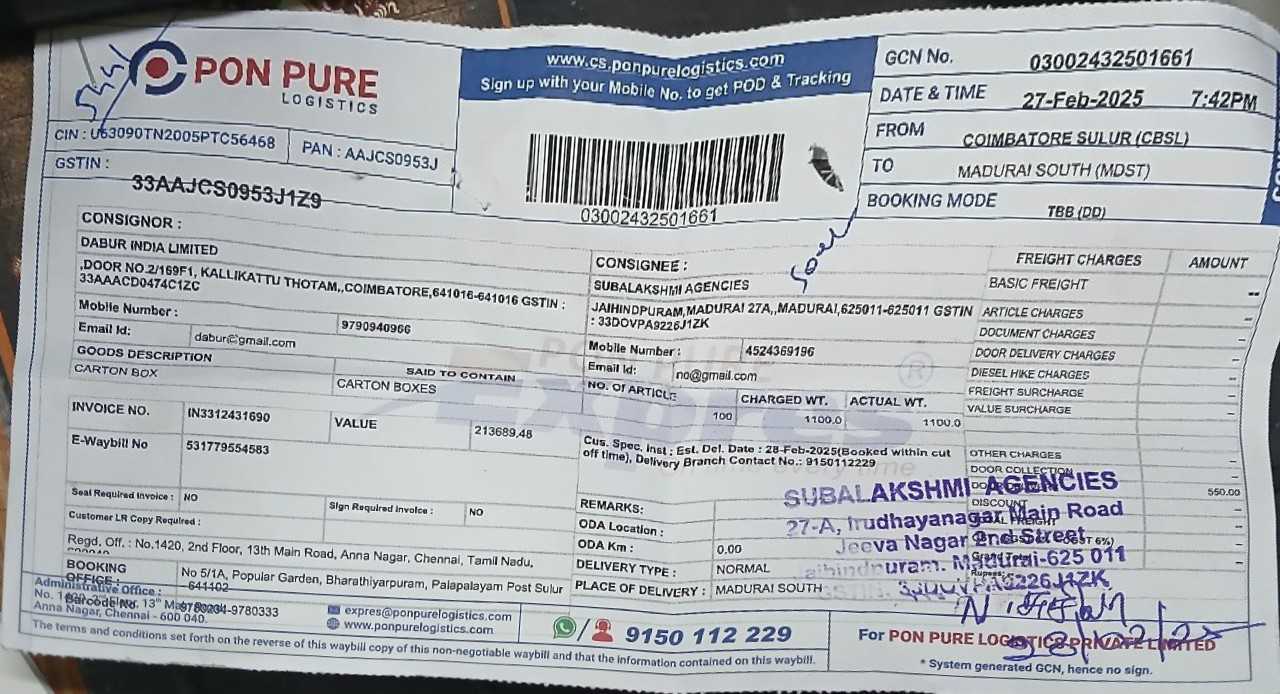 PON PURE
LOGISTICS
CIN : U63090TN2005PTC56468
PAN : AAJCS0953J
GSTIN :
33AAJCS0953J1Z9
www.cs.ponpurelogistics.com
Sign up with your Mobile No. to get POD & Tracking
03002432501661
GCN No. 03002432501661
DATE & TIME 27-Feb-2025 7:42PM
FROM COIMBATORE SULUR (CBSL)
TO MADURAI SOUTH (MDST)
BOOKING MODE TBB (DD)
CONSIGNOR :
DABUR INDIA LIMITED
,DOOR NO.2/169F1, KALLIKATTU THOTAM,,COIMBATORE,641016-641016 GSTIN :
33AAACD0474C1ZC
Mobile Number : 9790940966
Email Id: dabur@gmail.com
GOODS DESCRIPTION SAID TO CONTAIN
CARTON BOX CARTON BOXES
INVOICE NO. IN3312431690 VALUE 213689.48
E-Waybill No 531779554583
Seal Required Invoice : NO Sign Required Invoice : NO
Customer LR Copy Required :
Regd. Off. : No.1420, 2nd Floor, 13th Main Road, Anna Nagar, Chennai, Tamil Nadu,
BOOKING OFFICE : No 5/1A, Popular Garden, Bharathiyarpuram, Palapalayam Post Sulur
641402
Barcode No 9780234-9780333
CONSIGNEE :
SUBALAKSHMI AGENCIES
JAIHINDPURAM,MADURAI 27A,,MADURAI,625011-625011 GSTIN
: 33DOVPA9226J1ZK
Mobile Number : 4524369196
Email Id: no@gmail.com
NO. OF ARTICLE CHARGED WT. ACTUAL WT.
100 1100.0 1100.0
PON PURE
Expres
®
Cus. Spec. Inst : Est. Del. Date : 28-Feb-2025(Booked within cut
off time), Delivery Branch Contact No.: 9150112229
REMARKS:
ODA Location :
ODA Km : 0.00
DELIVERY TYPE : NORMAL
PLACE OF DELIVERY : MADURAI SOUTH
FREIGHT CHARGES AMOUNT
BASIC FREIGHT --
ARTICLE CHARGES --
DOCUMENT CHARGES --
DOOR DELIVERY CHARGES --
DIESEL HIKE CHARGES --
FREIGHT SURCHARGE --
VALUE SURCHARGE --
OTHER CHARGES --
DOOR COLLECTION --
550.00
DISCOUNT
Grand Total
SUBALAKSHMI AGENCIES
27-A, Irudhayanagar Main Road
Jeeva Nagar 2nd Street
Jaihindpuram. Madurai-625 011
Administrative Office :
Anna Nagar, Chennai - 600 040.
expres@ponpurelogistics.com
www.ponpurelogistics.com
9150 112 229
For PON PURE LOGISTICS PRIVATE LIMITED
* System generated GCN, hence no sign.
The terms and conditions set forth on the reverse of this waybill copy of this non-negotiable waybill and that the information contained on this waybill.